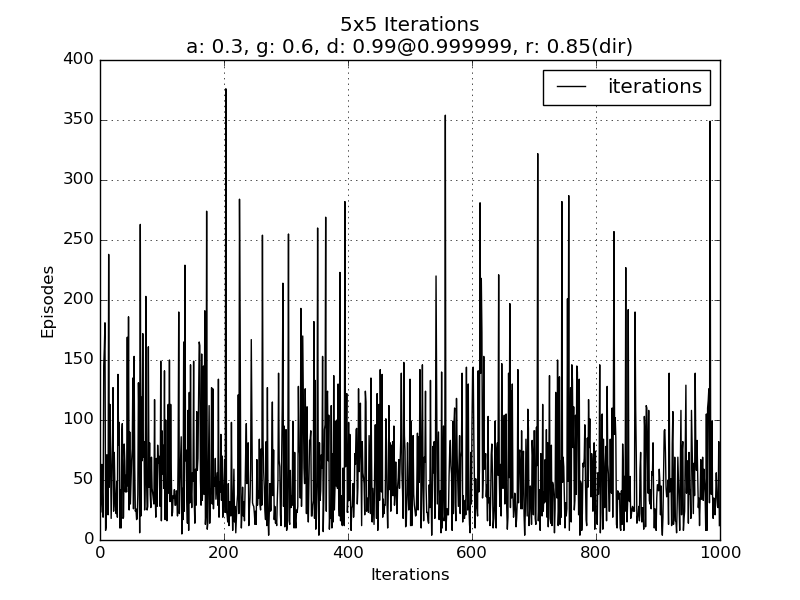 5x5 Iterations
a: 0.3, g: 0.6, d: 0.99@0.999999, r: 0.85(dir)
iterations
400
350
300
250
200
150
100
50
0
Episodes
0 200 400 600 800 1000
Iterations